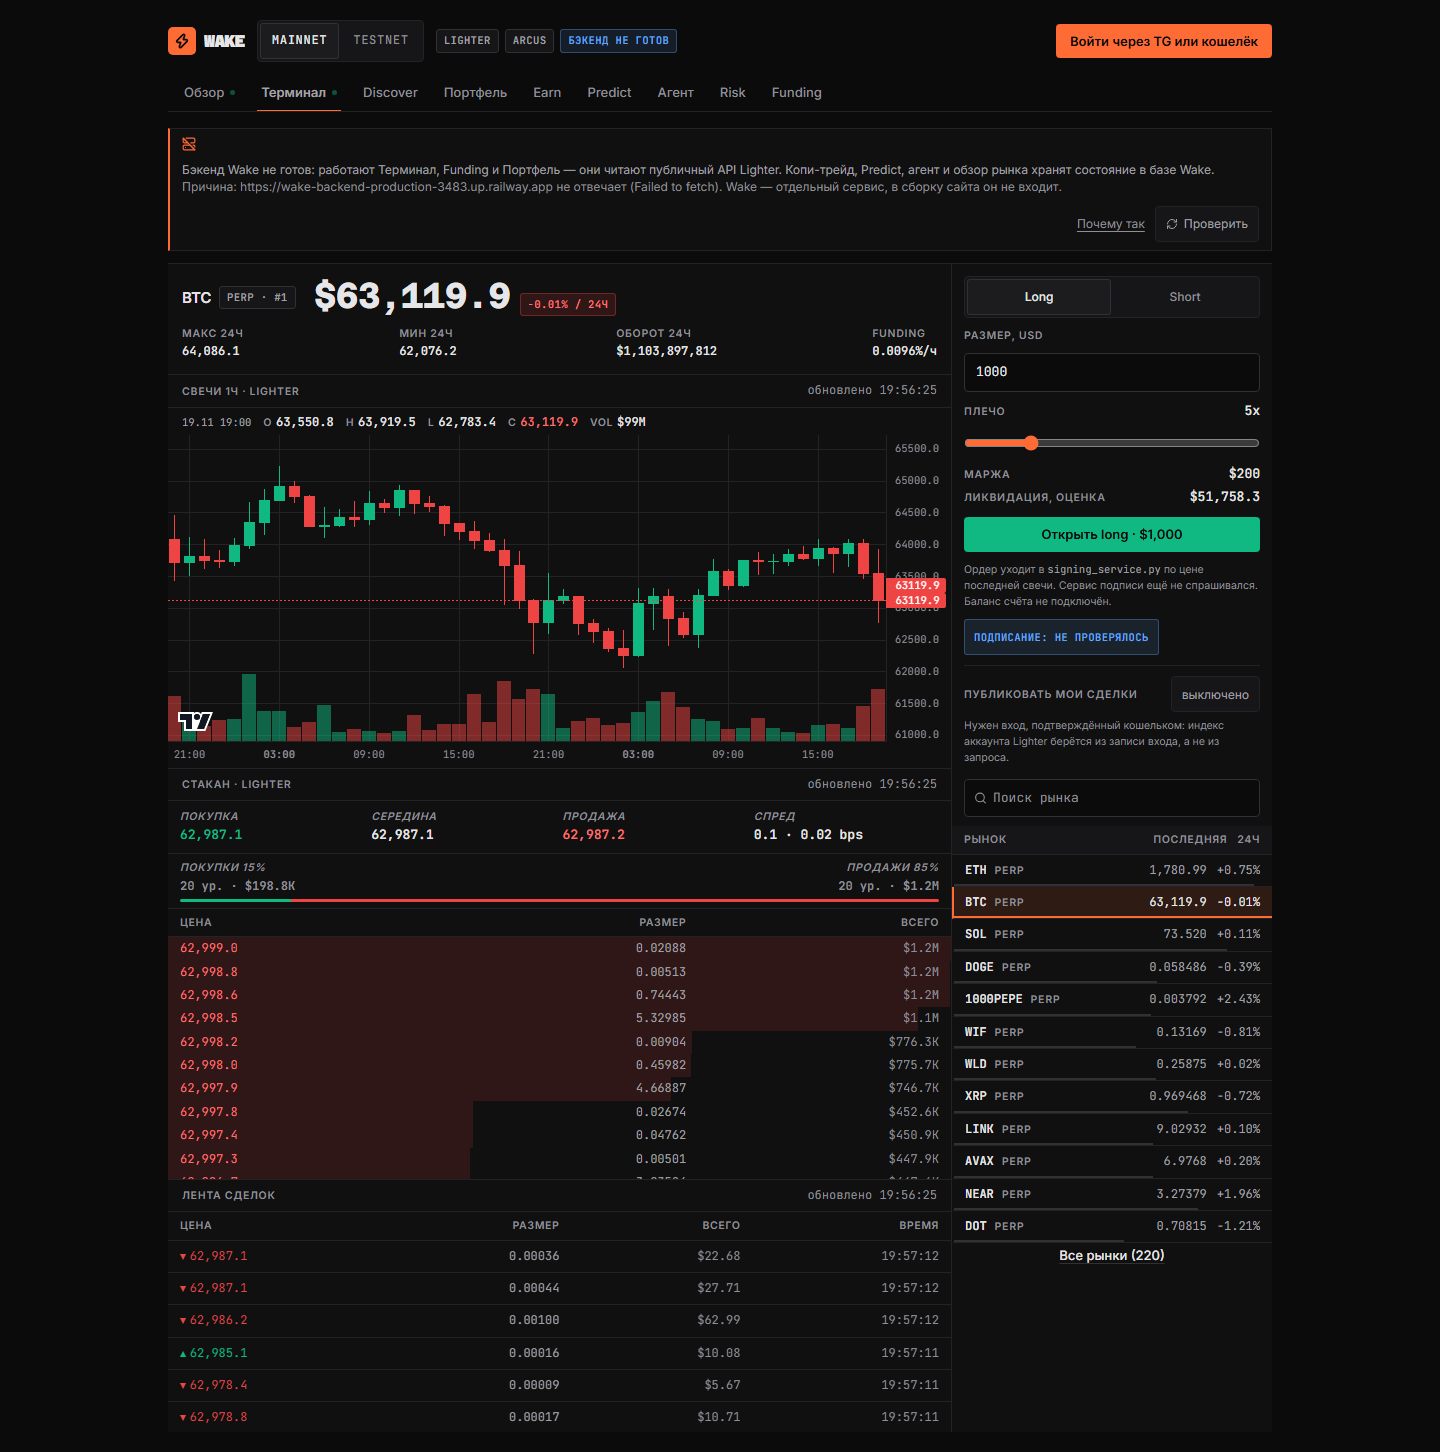 WAKE
MAINNET TESTNET
LIGHTER ARCUS БЭКЕНД НЕ ГОТОВ
Войти через TG или кошелёк
Обзор Терминал Discover Портфель Earn Predict Агент Risk Funding
Бэкенд Wake не готов: работают Терминал, Funding и Портфель — они читают публичный API Lighter. Копи-трейд, Predict, агент и обзор рынка хранят состояние в базе Wake.
Причина: https://wake-backend-production-3483.up.railway.app не отвечает (Failed to fetch). Wake — отдельный сервис, в сборку сайта он не входит.
Почему так Проверить
BTC PERP · #1 $63,119.9 -0.01% / 24Ч
МАКС 24Ч МИН 24Ч ОБОРОТ 24Ч FUNDING
64,086.1 62,076.2 $1,103,897,812 0.0096%/ч
СВЕЧИ 1Ч · LIGHTER обновлено 19:56:25
19.11 19:00 O 63,550.8 H 63,919.5 L 62,783.4 C 63,119.9 VOL $99M
65500.0
65000.0
64500.0
64000.0
63500.0
63119.9
63119.9
63000.0
62500.0
62000.0
61500.0
61000.0
21:00 03:00 09:00 15:00 21:00 03:00 09:00 15:00
СТАКАН · LIGHTER обновлено 19:56:25
ПОКУПКА СЕРЕДИНА ПРОДАЖА СПРЕД
62,987.1 62,987.1 62,987.2 0.1 · 0.02 bps
ПОКУПКИ 15% ПРОДАЖИ 85%
20 ур. · $198.8K 20 ур. · $1.2M
ЦЕНА РАЗМЕР ВСЕГО
62,999.0 0.02088 $1.2M
62,998.8 0.00513 $1.2M
62,998.6 0.74443 $1.2M
62,998.5 5.32985 $1.1M
62,998.2 0.00904 $776.3K
62,998.0 0.45982 $775.7K
62,997.9 4.66887 $746.7K
62,997.8 0.02674 $452.6K
62,997.4 0.04762 $450.9K
62,997.3 0.00501 $447.9K
ЛЕНТА СДЕЛОК обновлено 19:56:25
ЦЕНА РАЗМЕР ВСЕГО ВРЕМЯ
▼ 62,987.1 0.00036 $22.68 19:57:12
▼ 62,987.1 0.00044 $27.71 19:57:12
▼ 62,986.2 0.00100 $62.99 19:57:12
▲ 62,985.1 0.00016 $10.08 19:57:11
▼ 62,978.4 0.00009 $5.67 19:57:11
▼ 62,978.8 0.00017 $10.71 19:57:11
Long Short
РАЗМЕР, USD
1000
ПЛЕЧО 5x
МАРЖА $200
ЛИКВИДАЦИЯ, ОЦЕНКА $51,758.3
Открыть long · $1,000
Ордер уходит в signing_service.py по цене
последней свечи. Сервис подписи ещё не спрашивался.
Баланс счёта не подключён.
ПОДПИСАНИЕ: НЕ ПРОВЕРЯЛОСЬ
ПУБЛИКОВАТЬ МОИ СДЕЛКИ выключено
Нужен вход, подтверждённый кошельком: индекс
аккаунта Lighter берётся из записи входа, а не из
запроса.
Поиск рынка
РЫНОК ПОСЛЕДНЯЯ 24Ч
ETH PERP 1,780.99 +0.75%
BTC PERP 63,119.9 -0.01%
SOL PERP 73.520 +0.11%
DOGE PERP 0.058486 -0.39%
1000PEPE PERP 0.003792 +2.43%
WIF PERP 0.13169 -0.81%
WLD PERP 0.25875 +0.02%
XRP PERP 0.969468 -0.72%
LINK PERP 9.02932 +0.10%
AVAX PERP 6.9768 +0.20%
NEAR PERP 3.27379 +1.96%
DOT PERP 0.70815 -1.21%
Все рынки (220)